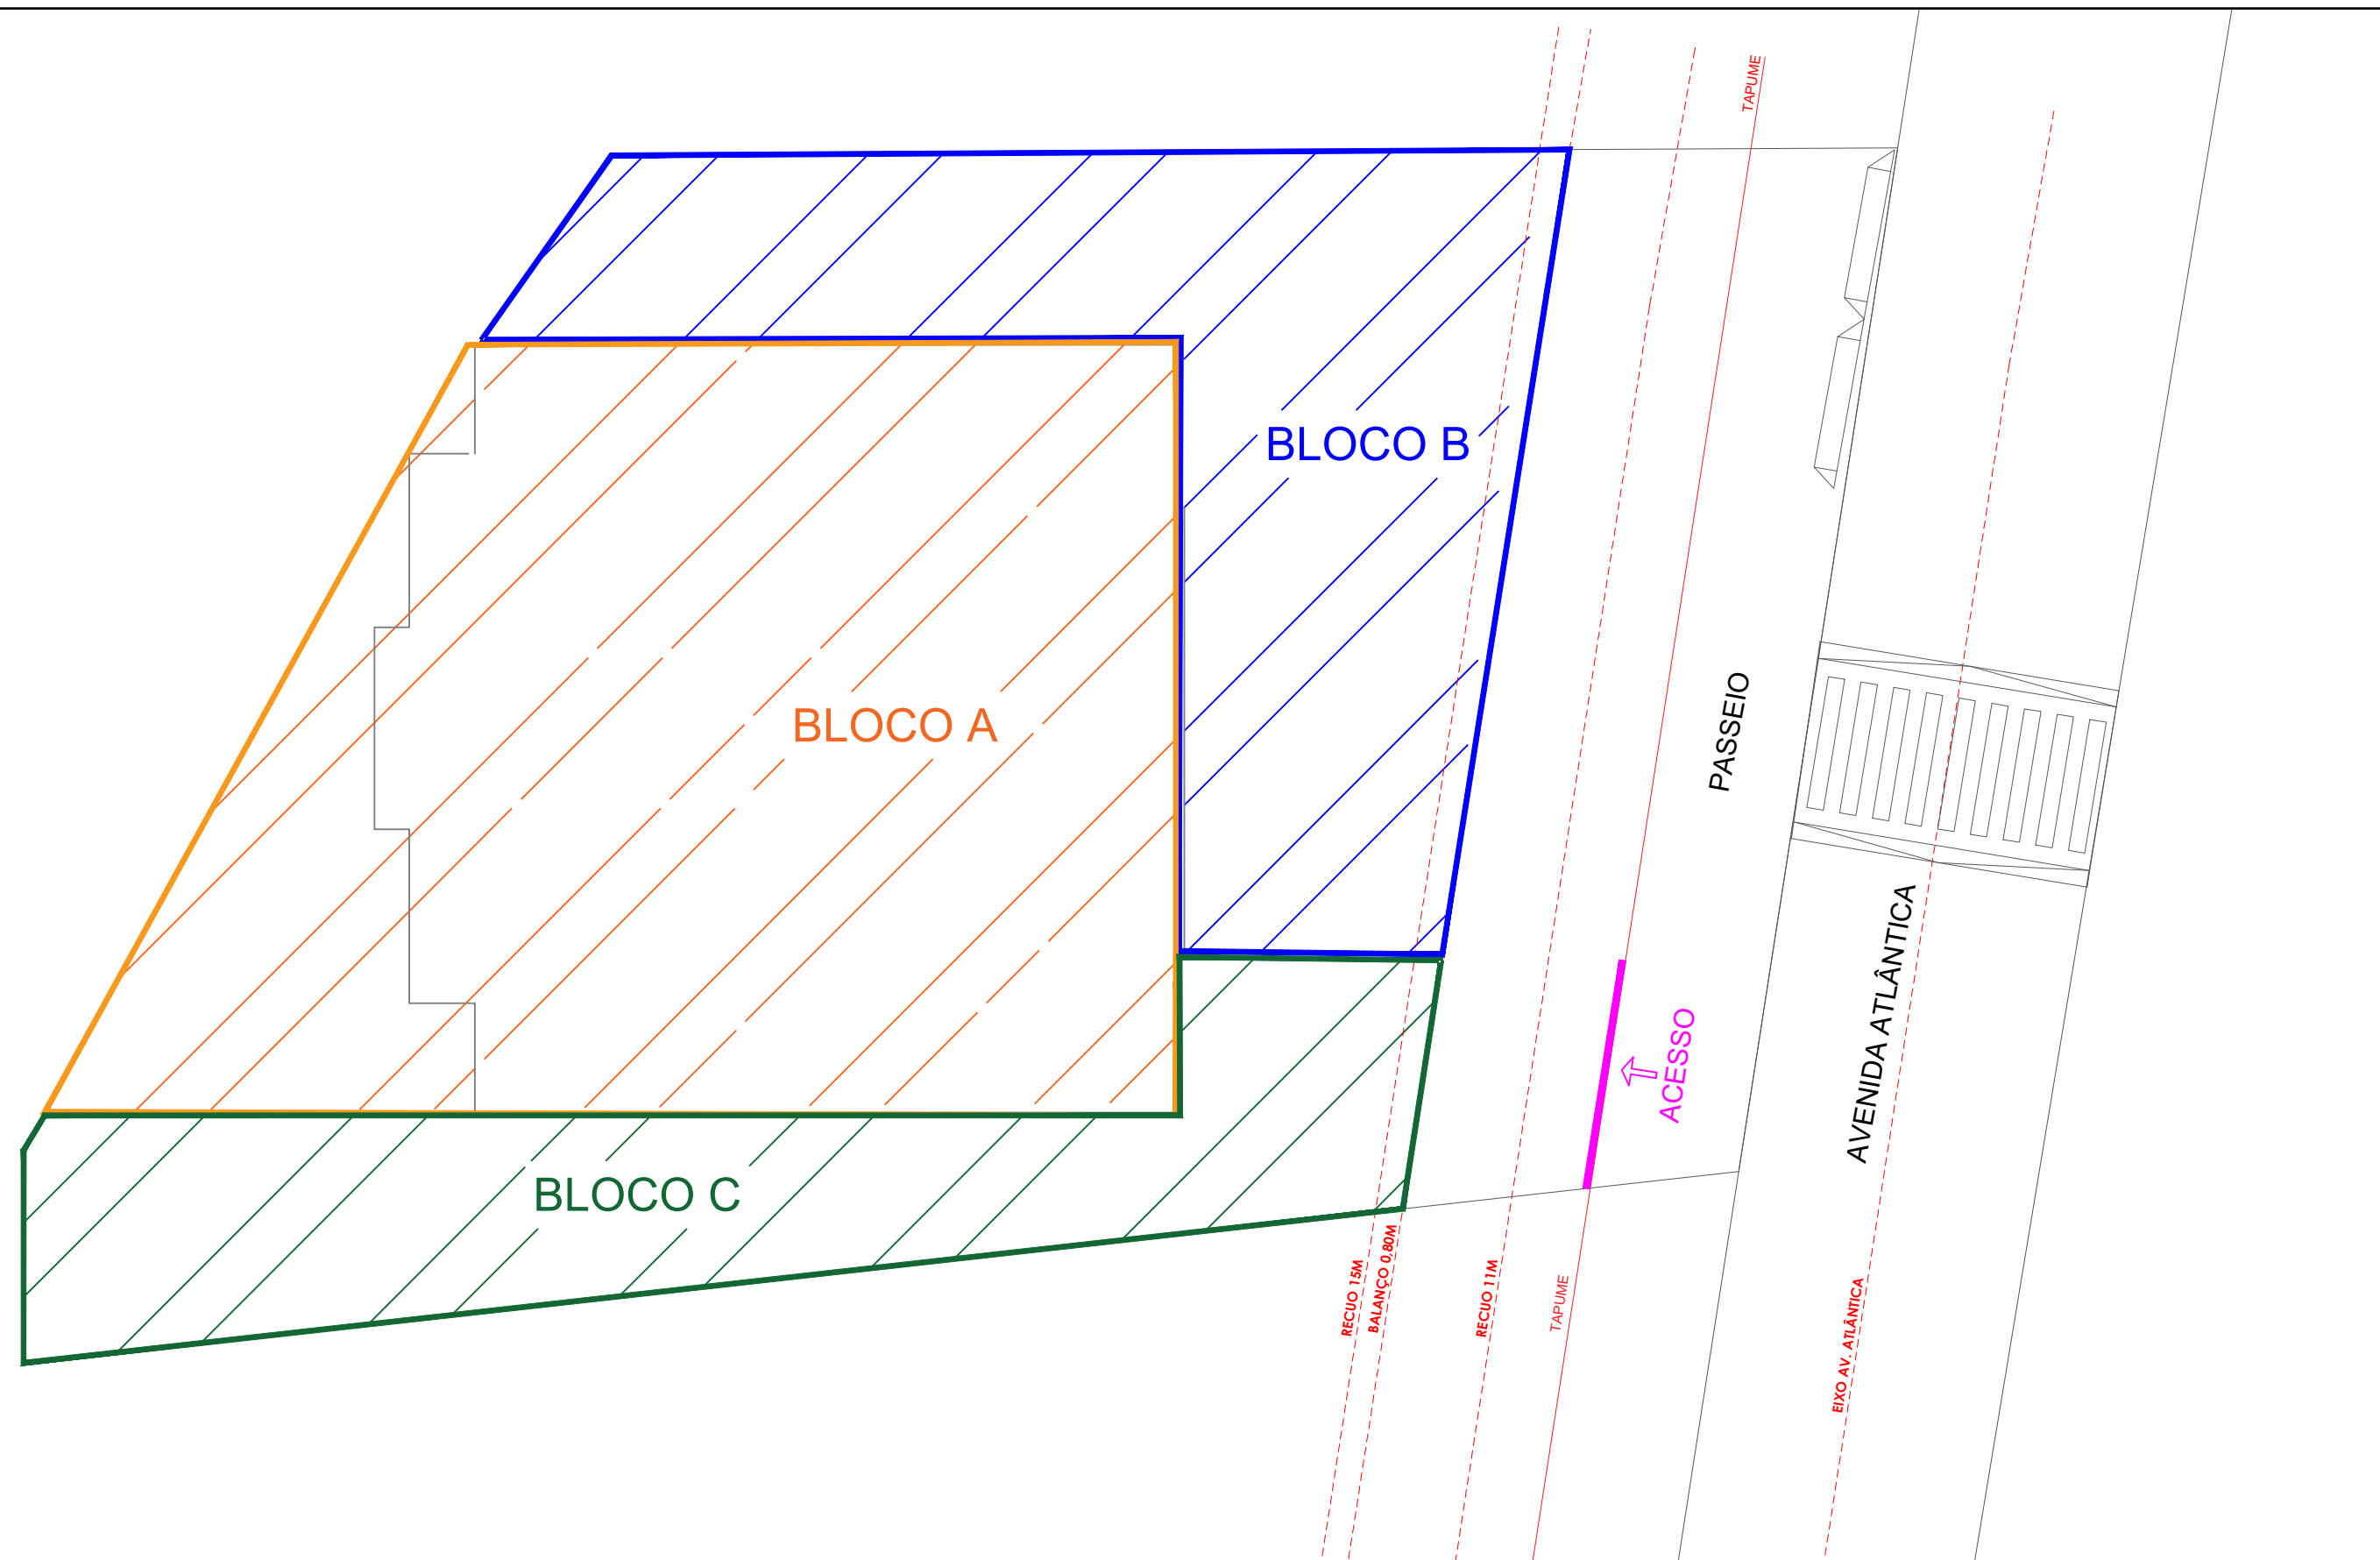 TAPUME
BLOCO B
BLOCO A
PASSEIO
AVENIDA ATLÂNTICA
ACESSO
BLOCO C
RECUO 15M
BALANÇO 0,80M
RECUO 11M
TAPUME
EIXO AV. ATLÂNTICA